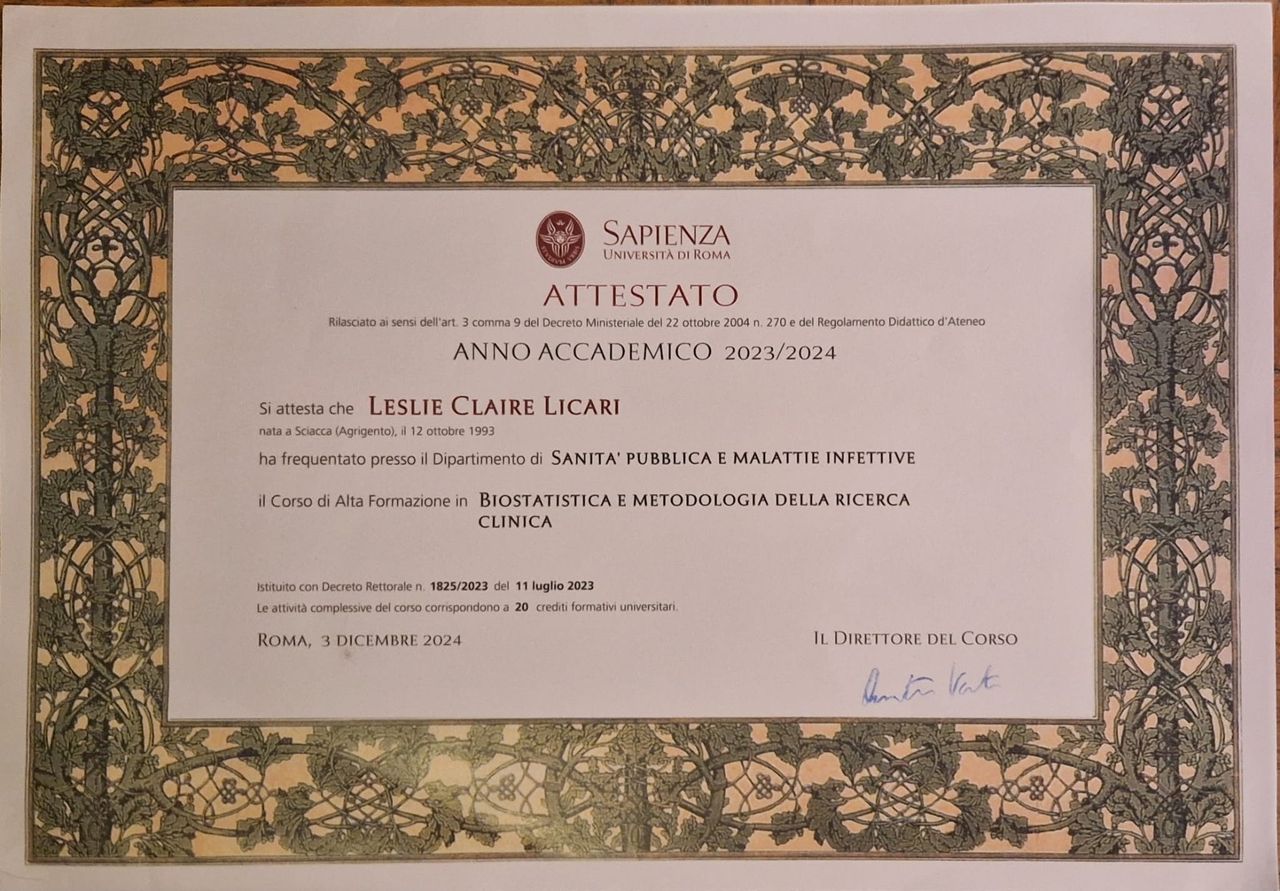 SAPIENZA
UNIVERSITÀ DI ROMA
ATTESTATO
Rilasciato ai sensi dell'art. 3 comma 9 del Decreto Ministeriale del 22 ottobre 2004 n. 270 e del Regolamento Didattico d'Ateneo
ANNO ACCADEMICO 2023/2024
Si attesta che LESLIE CLAIRE LICARI
nata a Sciacca (Agrigento), il 12 ottobre 1993
ha frequentato presso il Dipartimento di SANITA' PUBBLICA E MALATTIE INFETTIVE
il Corso di Alta Formazione in BIOSTATISTICA E METODOLOGIA DELLA RICERCA
CLINICA
Istituito con Decreto Rettorale n. 1825/2023 del 11 luglio 2023
Le attività complessive del corso corrispondono a 20 crediti formativi universitari.
ROMA, 3 DICEMBRE 2024
IL DIRETTORE DEL CORSO